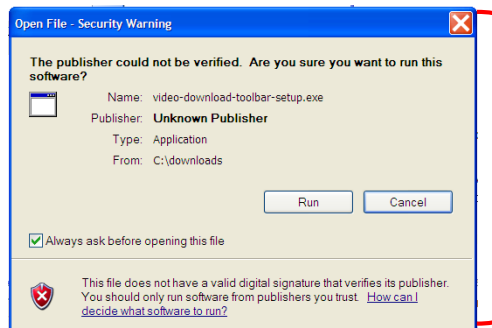 Open File - Security Warning
The publisher could not be verified. Are you sure you want to run this
software?
Name: video-download-toolbar-setup.exe
Publisher: Unknown Publisher
Type: Application
From: C:\downloads
Run Cancel
Always ask before opening this file
This file does not have a valid digital signature that verifies its publisher.
You should only run software from publishers you trust. How can I
decide what software to run?